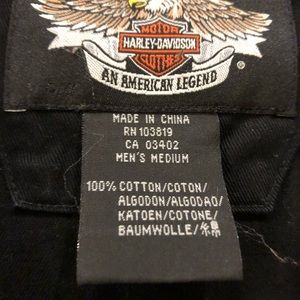 MOTOR
HARLEY-DAVIDSON
CLOTHES
AN AMERICAN LEGEND ®
MADE IN CHINA
RN 103819
CA 03402
MEN'S MEDIUM
100% COTTON/COTON/
ALGODON/ALGODAO/
KATOEN/COTONE/
BAUMWOLLE/綿